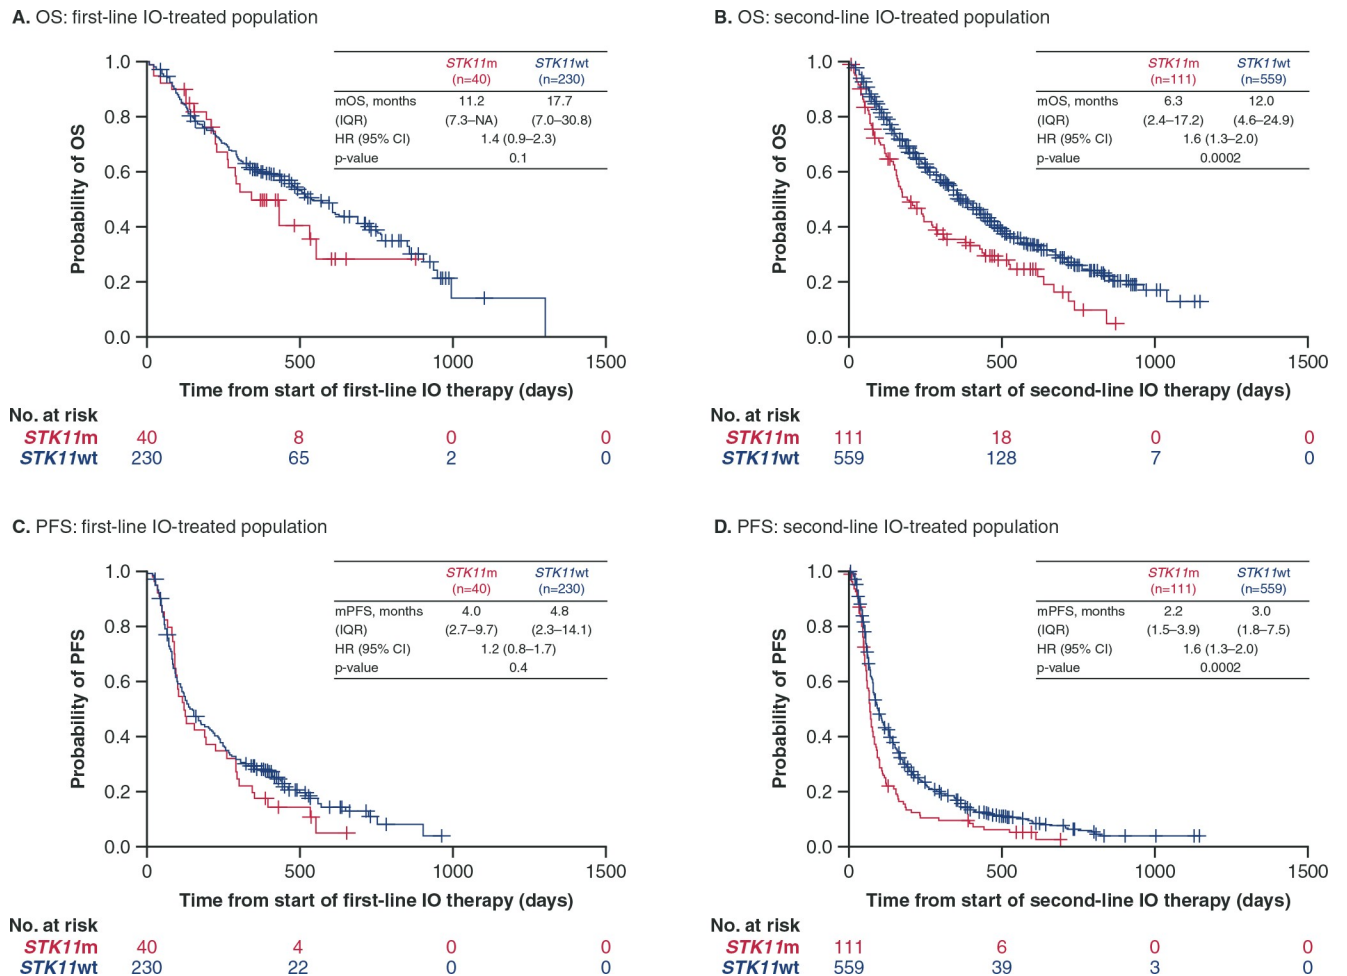 A. OS: first-line IO-treated population
STK11m STK11wt
(n=40) (n=230)
mOS, months 11.2 17.7
(IQR) (7.3–NA) (7.0–30.8)
HR (95% CI) 1.4 (0.9–2.3)
p-value 0.1
Probability of OS
1.0
0.8
0.6
0.4
0.2
0.0
0 500 1000 1500
Time from start of first-line IO therapy (days)
No. at risk
STK11m 40 8 0 0
STK11wt 230 65 2 0
B. OS: second-line IO-treated population
STK11m STK11wt
(n=111) (n=559)
mOS, months 6.3 12.0
(IQR) (2.4–17.2) (4.6–24.9)
HR (95% CI) 1.6 (1.3–2.0)
p-value 0.0002
Probability of OS
1.0
0.8
0.6
0.4
0.2
0.0
0 500 1000 1500
Time from start of second-line IO therapy (days)
No. at risk
STK11m 111 18 0 0
STK11wt 559 128 7 0
C. PFS: first-line IO-treated population
STK11m STK11wt
(n=40) (n=230)
mPFS, months 4.0 4.8
(IQR) (2.7–9.7) (2.3–14.1)
HR (95% CI) 1.2 (0.8–1.7)
p-value 0.4
Probability of PFS
1.0
0.8
0.6
0.4
0.2
0.0
0 500 1000 1500
Time from start of first-line IO therapy (days)
No. at risk
STK11m 40 4 0 0
STK11wt 230 22 0 0
D. PFS: second-line IO-treated population
STK11m STK11wt
(n=111) (n=559)
mPFS, months 2.2 3.0
(IQR) (1.5–3.9) (1.8–7.5)
HR (95% CI) 1.6 (1.3–2.0)
p-value 0.0002
Probability of PFS
1.0
0.8
0.6
0.4
0.2
0.0
0 500 1000 1500
Time from start of second-line IO therapy (days)
No. at risk
STK11m 111 6 0 0
STK11wt 559 39 3 0